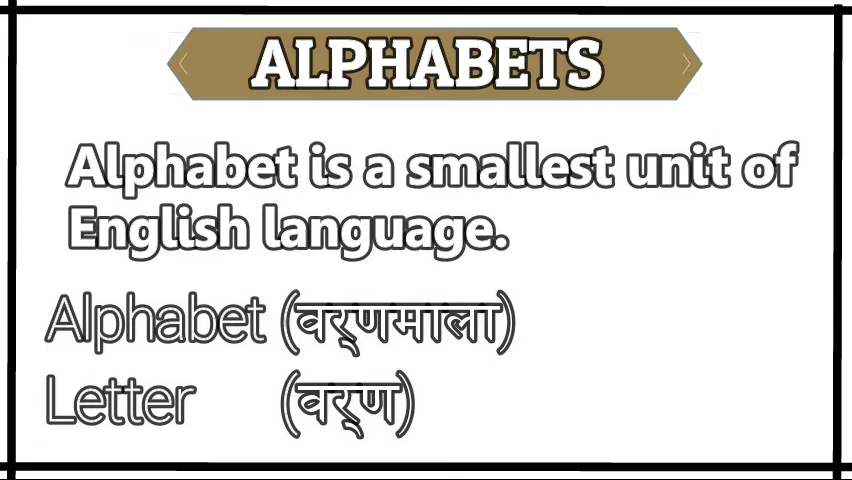 ALPHABETS
Alphabet is a smallest unit of
English language.
Alphabet (वर्णमाला)
Letter (वर्ण)